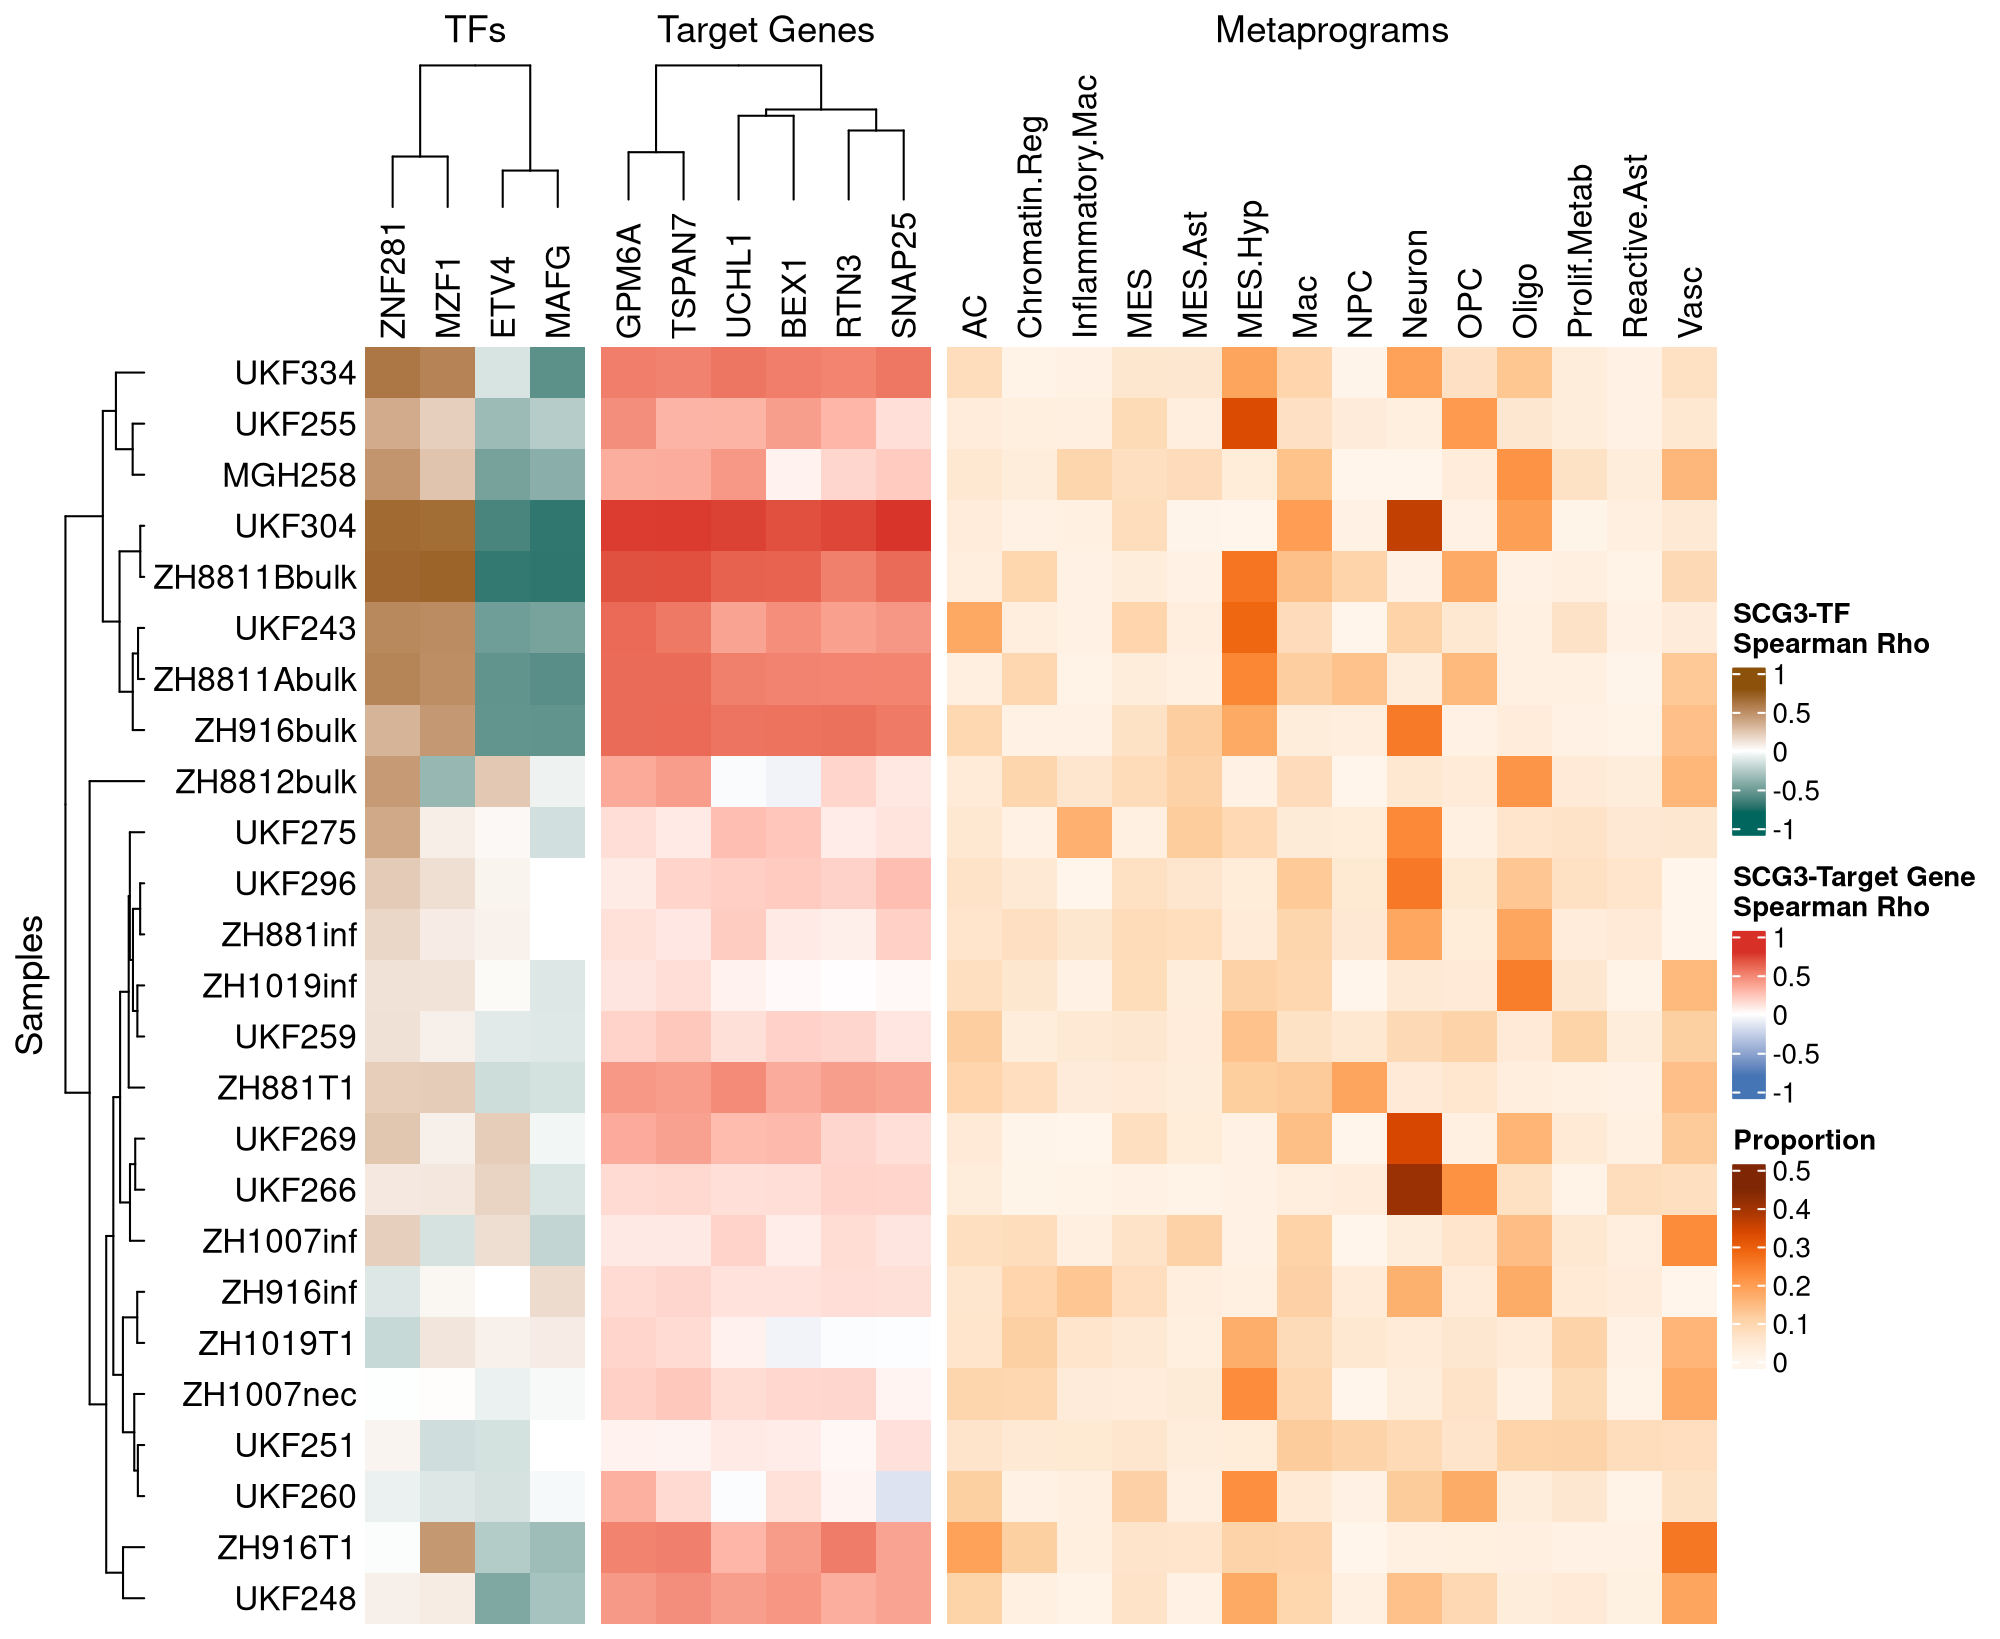 TFs
Target Genes
Metaprograms
ZNF281
MZF1
ETV4
MAFG
GPM6A
TSPAN7
UCHL1
BEX1
RTN3
SNAP25
AC
Chromatin.Reg
Inflammatory.Mac
MES
MES.Ast
MES.Hyp
Mac
NPC
Neuron
OPC
Oligo
Prolif.Metab
Reactive.Ast
Vasc
Samples
UKF334
UKF255
MGH258
UKF304
ZH8811Bbulk
UKF243
ZH8811Abulk
ZH916bulk
ZH8812bulk
UKF275
UKF296
ZH881inf
ZH1019inf
UKF259
ZH881T1
UKF269
UKF266
ZH1007inf
ZH916inf
ZH1019T1
ZH1007nec
UKF251
UKF260
ZH916T1
UKF248
SCG3-TF
Spearman Rho
1
0.5
0
-0.5
-1
SCG3-Target Gene
Spearman Rho
1
0.5
0
-0.5
-1
Proportion
0.5
0.4
0.3
0.2
0.1
0